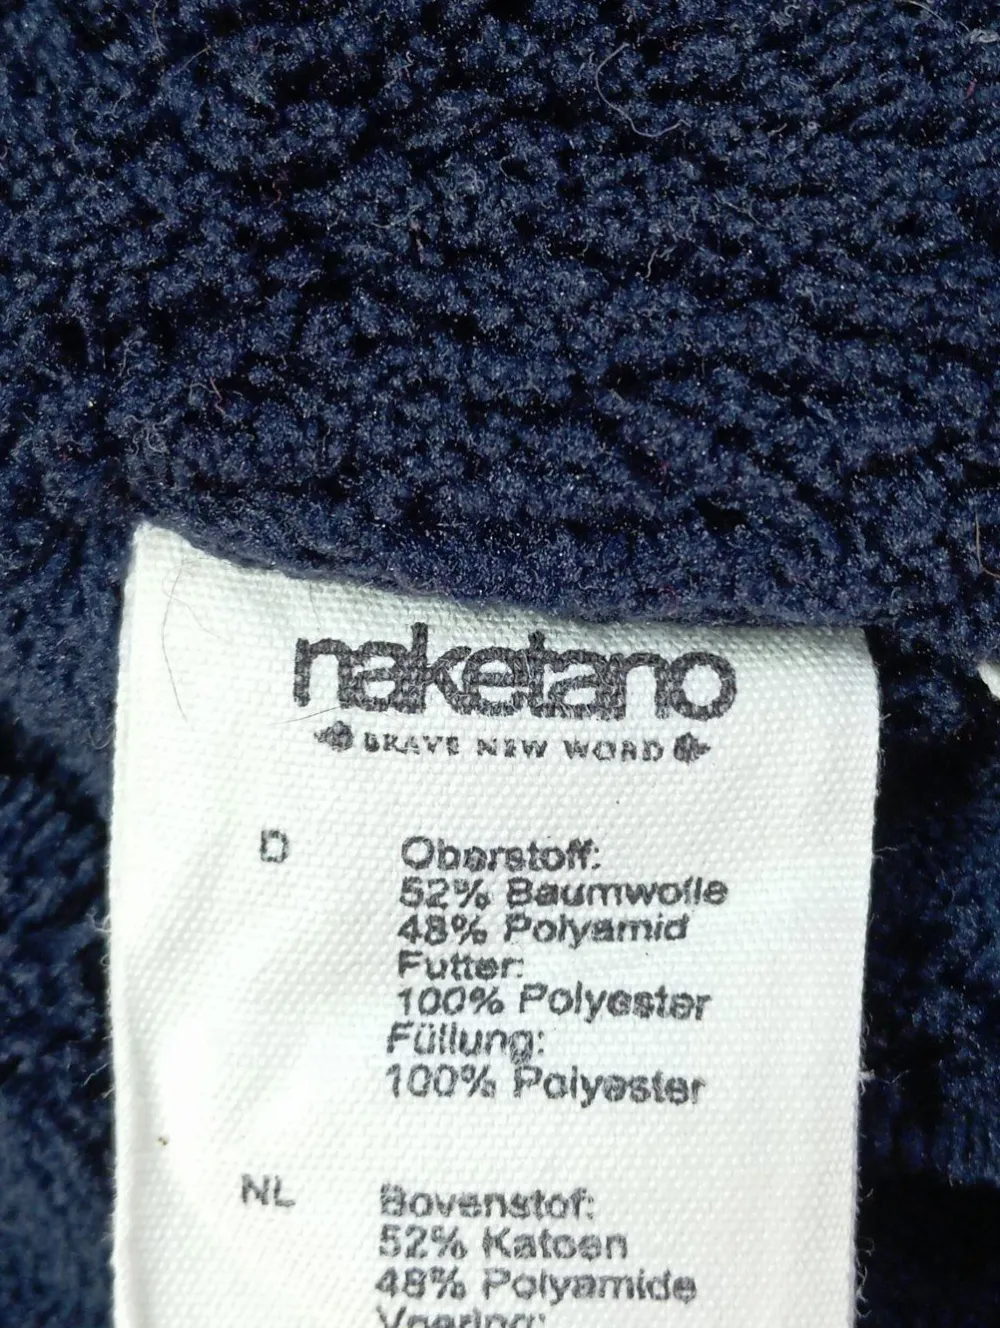 naketano
BRAVE NEW WORD
D
Oberstoff:
52% Baumwolle
48% Polyamid
Futter:
100% Polyester
Füllung:
100% Polyester
NL
Bovenstof:
52% Katoen
48% Polyamide
Voering: